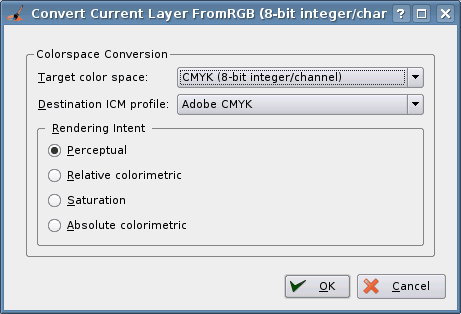 Convert Current Layer FromRGB (8-bit integer/char
Colorspace Conversion
Target color space: CMYK (8-bit integer/channel)
Destination ICM profile: Adobe CMYK
Rendering Intent
Perceptual
Relative colorimetric
Saturation
Absolute colorimetric
OK Cancel